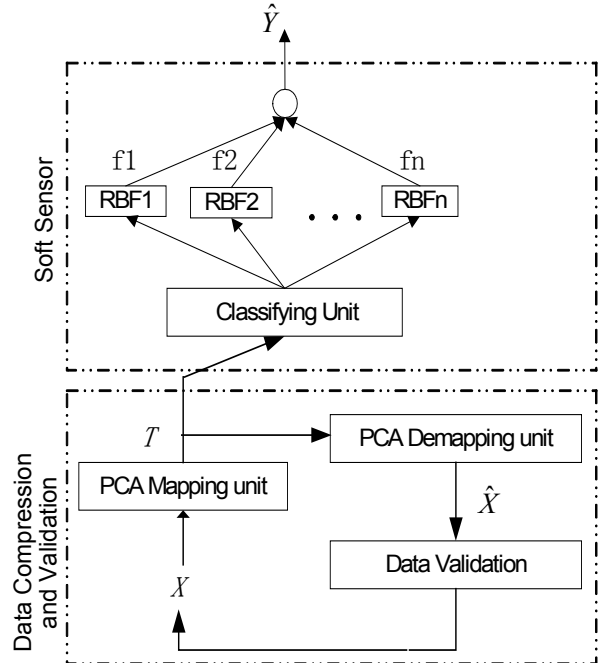 Ŷ
f1 f2 fn
RBF1 RBF2 . . . RBFn
Classifying Unit
Soft Sensor
T
PCA Demapping unit
PCA Mapping unit
X̂
Data Validation
X
Data Compression
and Validation